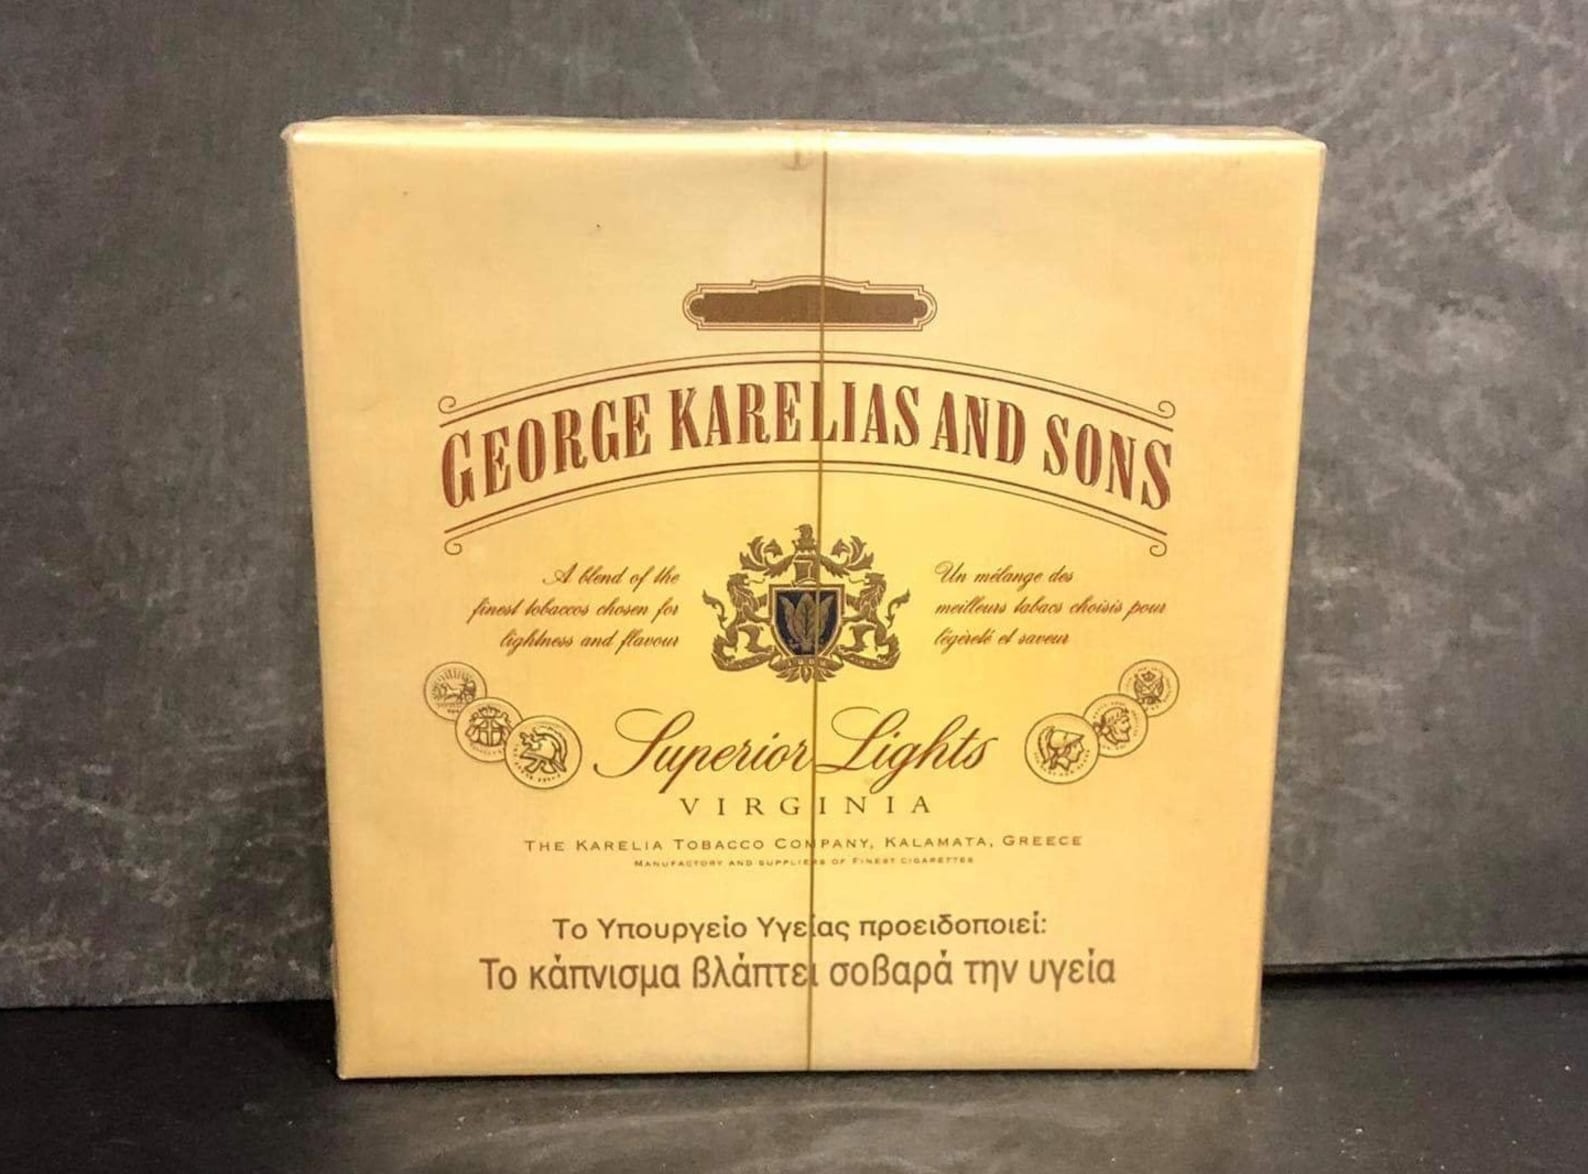 GEORGE KARELIAS AND SONS
A blend of the
finest tobaccos chosen for
lightness and flavour
Un mélange des
meilleurs tabacs choisis pour
légèreté et saveur
Superior Lights
VIRGINIA
THE KARELIA TOBACCO COMPANY, KALAMATA, GREECE
MANUFACTORY AND SUPPLIERS OF FINEST CIGARETTES
Το Υπουργείο Υγείας προειδοποιεί:
Το κάπνισμα βλάπτει σοβαρά την υγεία